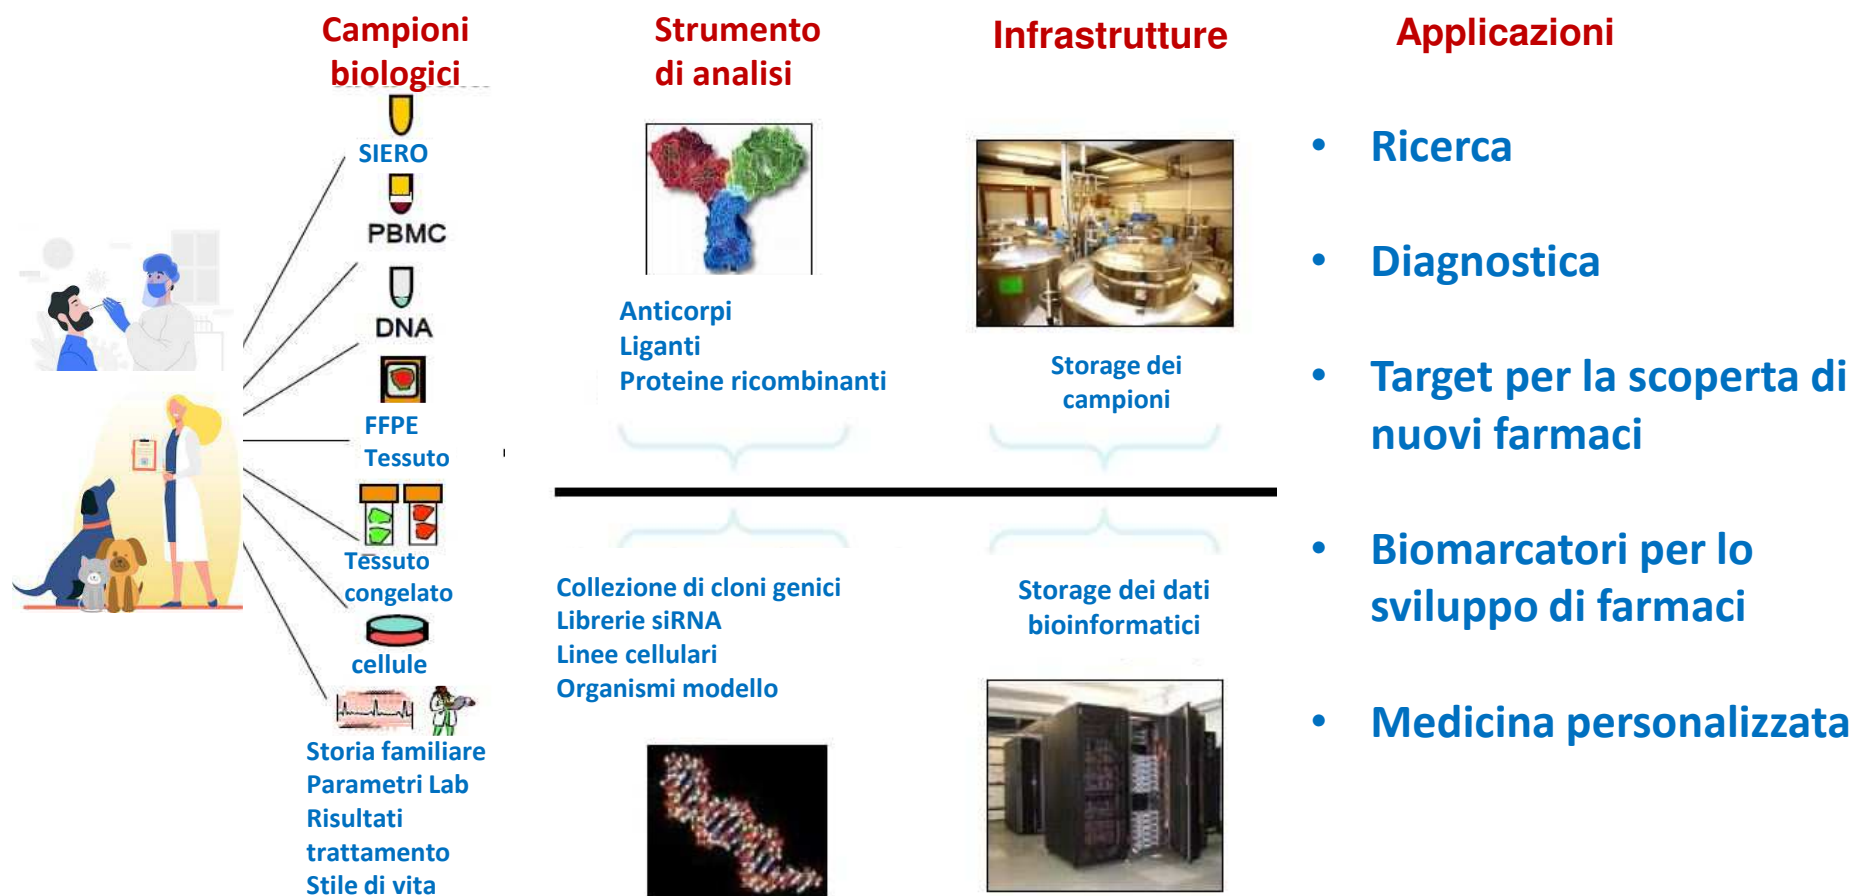 Campioni
biologici
SIERO
PBMC
DNA
FFPE
Tessuto
Tessuto
congelato
cellule
Storia familiare
Parametri Lab
Risultati
trattamento
Stile di vita
Strumento
di analisi
Anticorpi
Liganti
Proteine ricombinanti
Collezione di cloni genici
Librerie siRNA
Linee cellulari
Organismi modello
Infrastrutture
Storage dei
campioni
Storage dei dati
bioinformatici
Applicazioni
• Ricerca
• Diagnostica
• Target per la scoperta di
nuovi farmaci
• Biomarcatori per lo
sviluppo di farmaci
• Medicina personalizzata